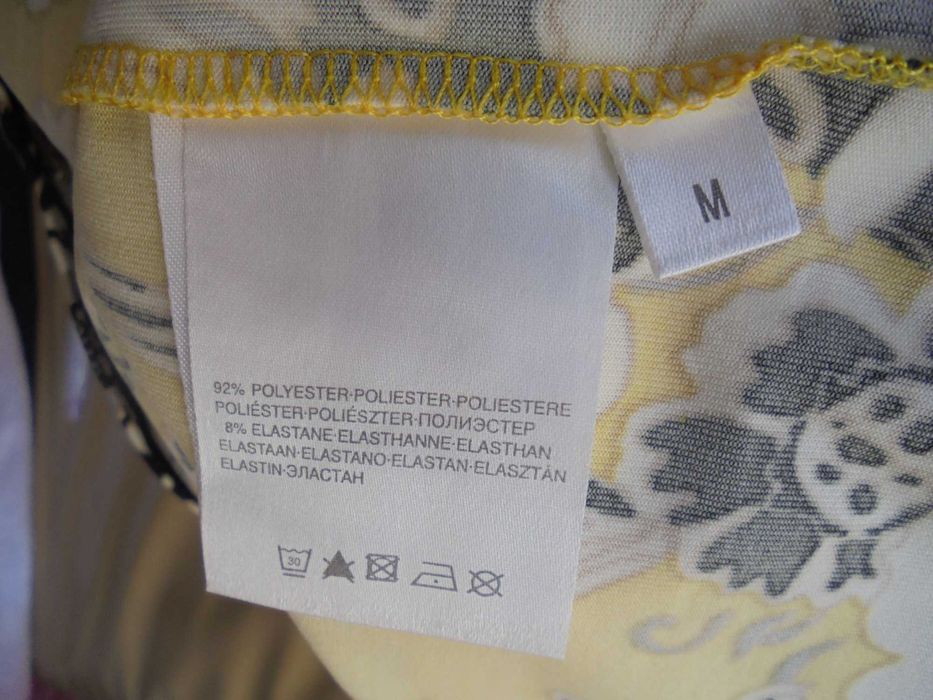 M
92% POLYESTER·POLIESTER·POLIESTERE
POLIÉSTER·POLIÉSZTER·ПОЛИЭСТЕР
8% ELASTANE·ELASTHANNE·ELASTHAN
ELASTAAN·ELASTANO·ELASTAN·ELASZTÁN
ELASTIN·ЭЛАСТАН
30